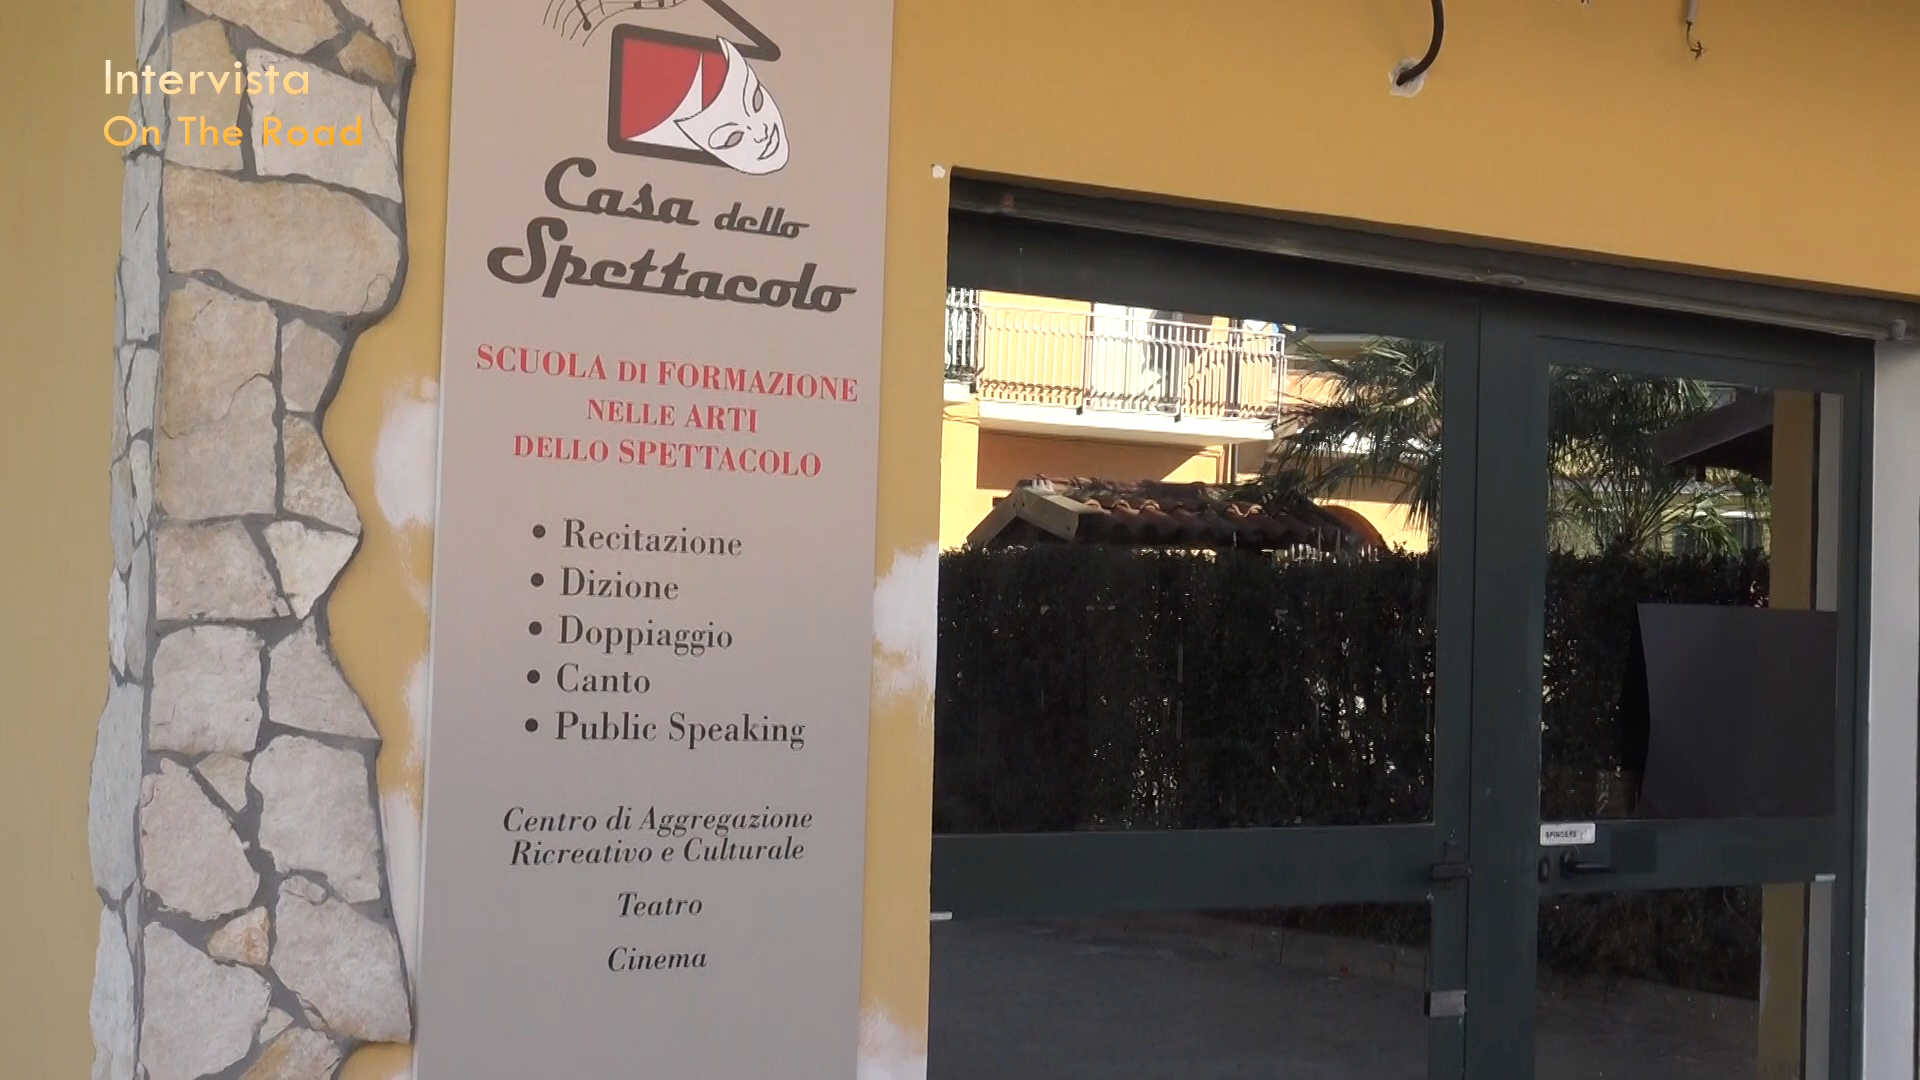 Intervista
On The Road
Casa dello
Spettacolo
SCUOLA DI FORMAZIONE
NELLE ARTI
DELLO SPETTACOLO
• Recitazione
• Dizione
• Doppiaggio
• Canto
• Public Speaking
Centro di Aggregazione
Ricreativo e Culturale
Teatro
Cinema
SPINGERE